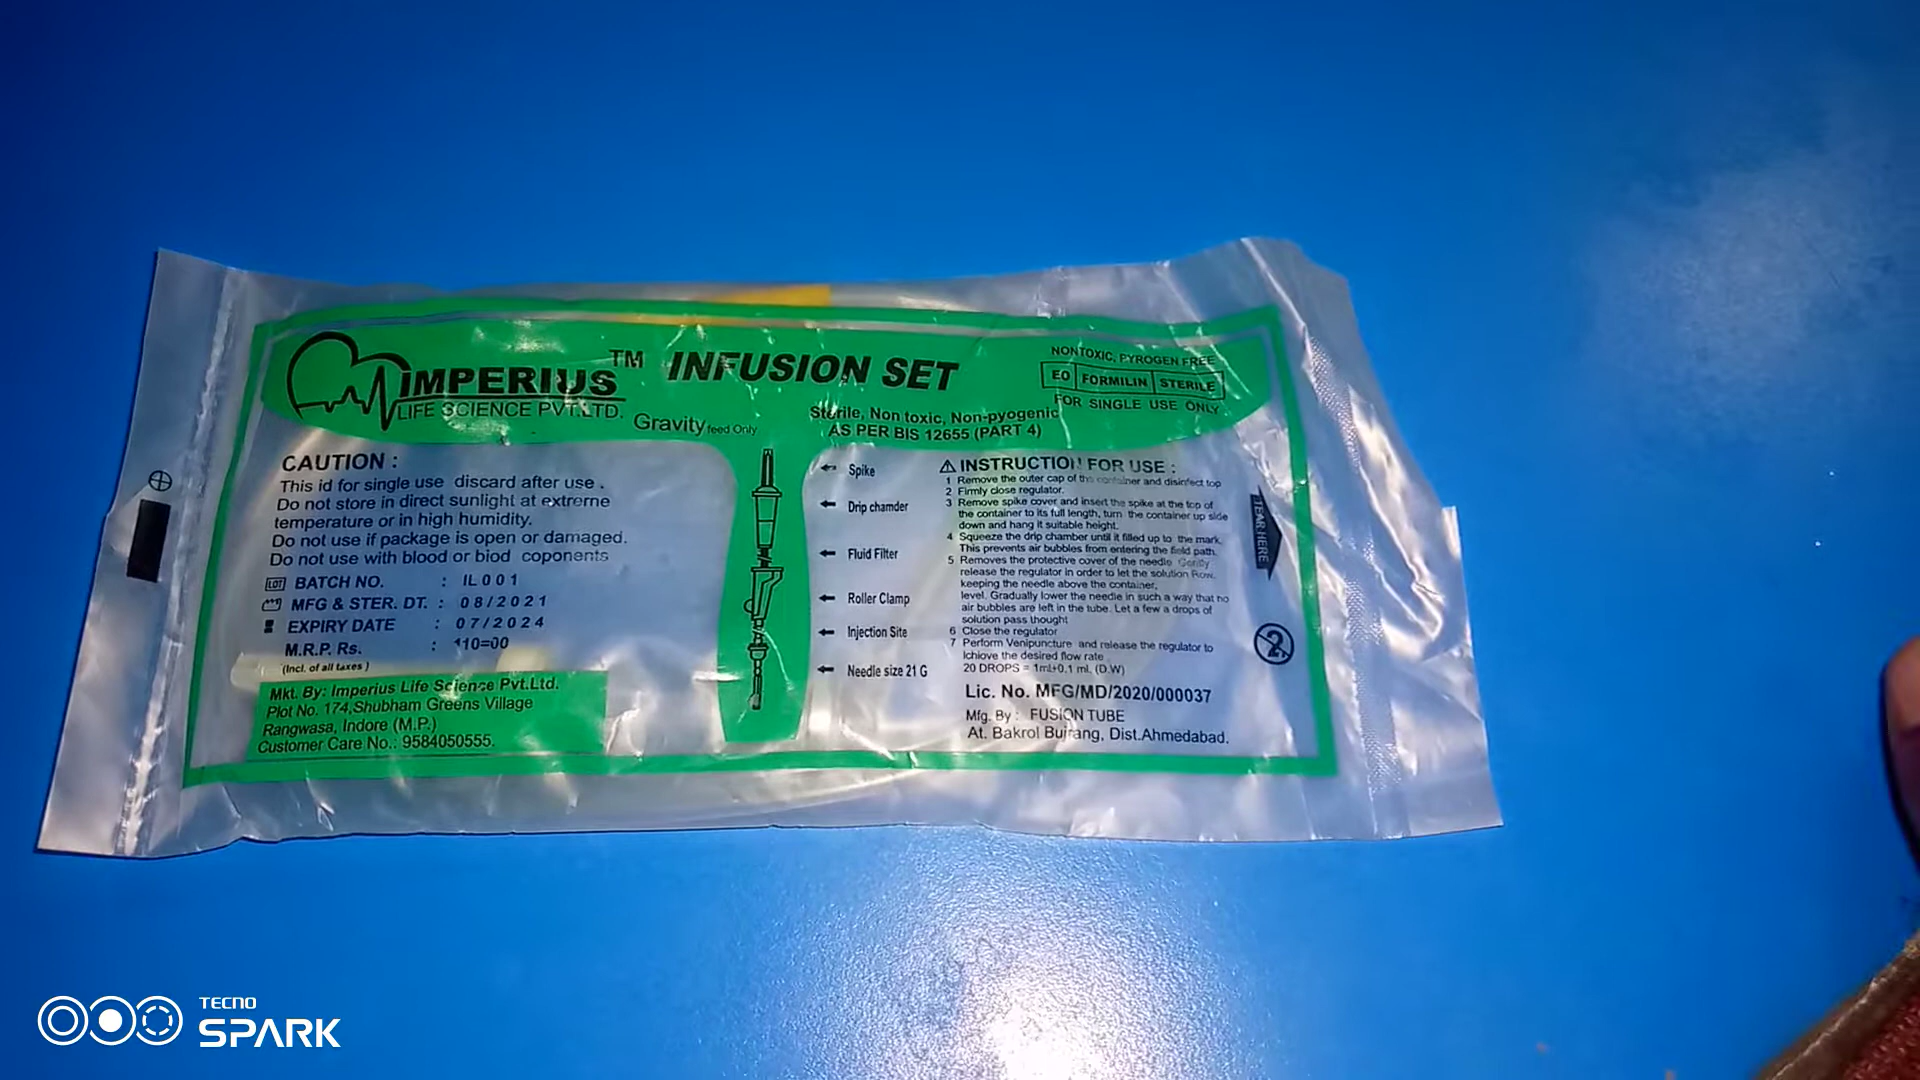 IMPERIUS TM
LIFE SCIENCE PVT.LTD.
INFUSION SET
Gravity feed Only
Sterile, Non toxic, Non-pyogenic
AS PER BIS 12655 (PART 4)
NONTOXIC, PYROGEN FREE
EO FORMILIN STERILE
FOR SINGLE USE ONLY
CAUTION :
This id for single use discard after use .
Do not store in direct sunlight at extreme
temperature or in high humidity.
Do not use if package is open or damaged.
Do not use with blood or biod coponents
LOT BATCH NO. : IL 0 0 1
MFG & STER. DT. : 08/2021
EXPIRY DATE : 07/2024
M.R.P. Rs. : 110=00
(Incl. of all taxes )
Mkt. By: Imperius Life Science Pvt.Ltd.
Plot No. 174,Shubham Greens Village
Rangwasa, Indore (M.P.)
Customer Care No.: 9584050555.
Spike
Drip chamder
Fluid Filter
Roller Clamp
Injection Site
Needle size 21 G
INSTRUCTION FOR USE :
1 Remove the outer cap of the container and disinfect top
2 Firmly close regulator.
3 Remove spike cover and insert the spike at the top of
the container to its full length, turn the container up side
down and hang it suitable height.
4 Squeeze the drip chamber until it filled up to the mark.
This prevents air bubbles from entering the field path.
5 Removes the protective cover of the needle Gently
release the regulator in order to let the solution flow.
keeping the needle above the container.
level. Gradually lower the needle in such a way that no
air bubbles are left in the tube. Let a few a drops of
solution pass thought
6 Close the regulator
7 Perform Venipuncture and release the regulator to
Ichiove the desired flow rate
20 DROPS = 1ml±0.1 ml. (D.W)
Lic. No. MFG/MD/2020/000037
Mfg. By : FUSION TUBE
At. Bakrol Bujrang, Dist.Ahmedabad.
TEAR HERE
2
TECNO
SPARK